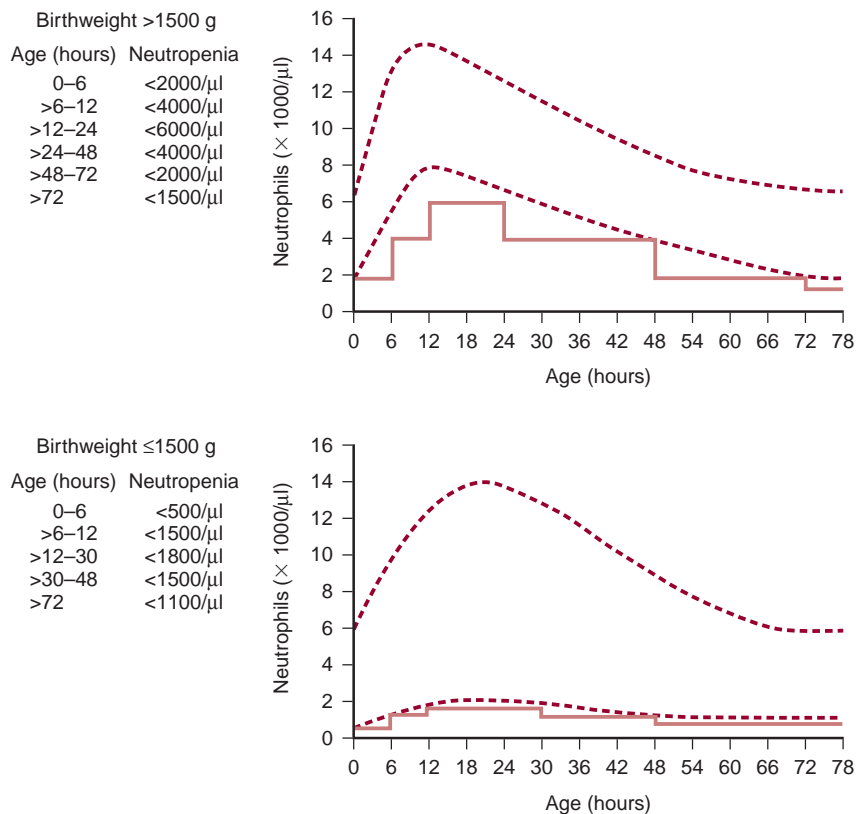 Birthweight >1500 g
Age (hours) Neutropenia
0–6 <2000/μl
>6–12 <4000/μl
>12–24 <6000/μl
>24–48 <4000/μl
>48–72 <2000/μl
>72 <1500/μl
Neutrophils (× 1000/μl)
16
14
12
10
8
6
4
2
0
0 6 12 18 24 30 36 42 48 54 60 66 72 78
Age (hours)
Birthweight ≤1500 g
Age (hours) Neutropenia
0–6 <500/μl
>6–12 <1500/μl
>12–30 <1800/μl
>30–48 <1500/μl
>72 <1100/μl
Neutrophils (× 1000/μl)
16
14
12
10
8
6
4
2
0
0 6 12 18 24 30 36 42 48 54 60 66 72 78
Age (hours)